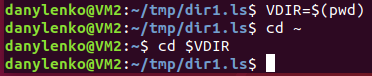 danylenko@VM2:~/tmp/dir1.ls$ VDIR=$(pwd)
danylenko@VM2:~/tmp/dir1.ls$ cd ~
danylenko@VM2:~$ cd $VDIR
danylenko@VM2:~/tmp/dir1.ls$